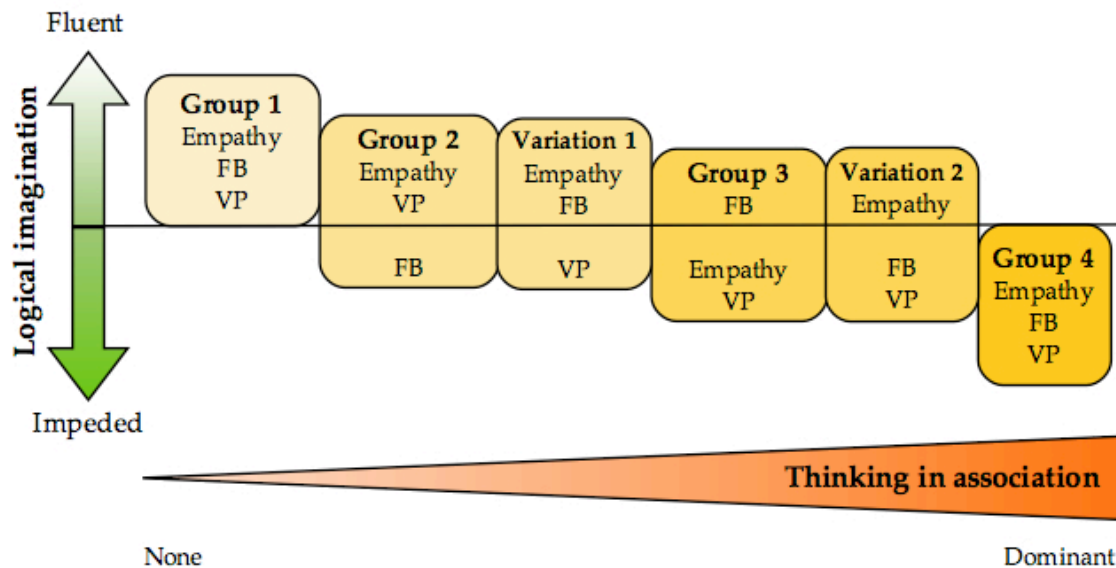 Fluent
Logical imagination
Impeded
Group 1
Empathy
FB
VP
Group 2
Empathy
VP
FB
Variation 1
Empathy
FB
VP
Group 3
FB
Empathy
VP
Variation 2
Empathy
FB
VP
Group 4
Empathy
FB
VP
Thinking in association
None
Dominant